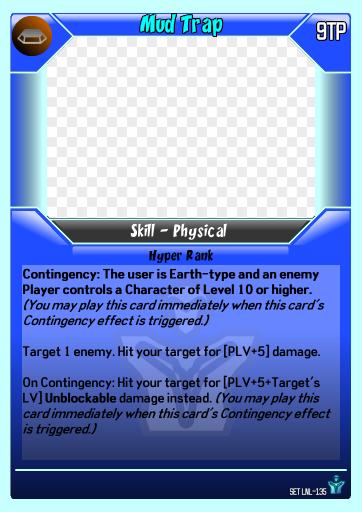 Mud Trap
9TP
Skill - Physical
Hyper Rank
Contingency: The user is Earth-type and an enemy
Player controls a Character of Level 10 or higher.
(You may play this card immediately when this card's
Contingency effect is triggered.)
Target 1 enemy. Hit your target for [PLV+5] damage.
On Contingency: Hit your target for [PLV+5+Target's
LV] Unblockable damage instead. (You may play this
card immediately when this card's Contingency effect
is triggered.)
SET LNL-135